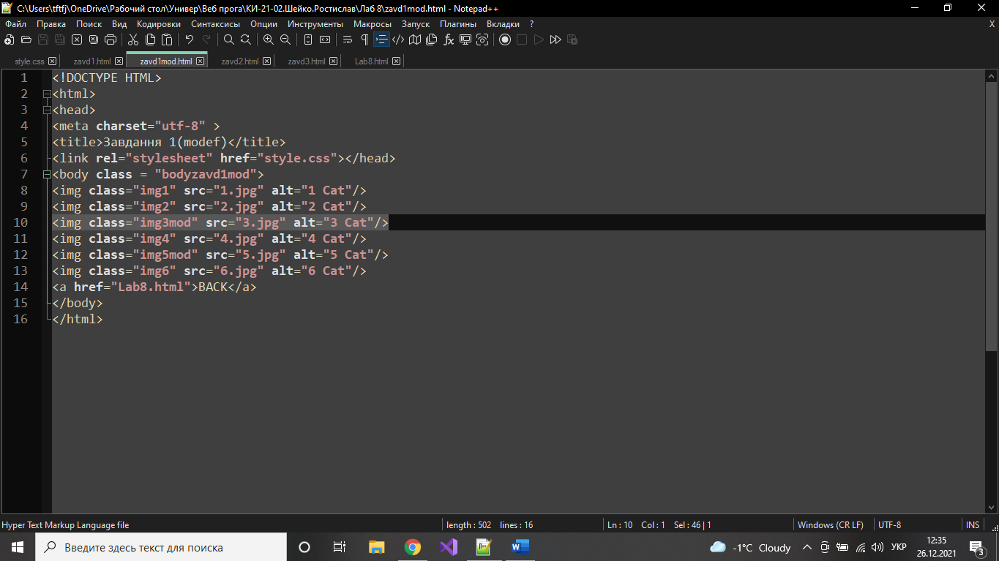 C:\Users\tftfj\OneDrive\Рабочий стол\Универ\Веб прога\КИ-21-02.Шейко.Ростислав\Лаб 8\zavd1mod.html - Notepad++
Файл Правка Поиск Вид Кодировки Синтаксисы Опции Инструменты Макросы Запуск Плагины Вкладки ? X
style.css zavd1.html zavd1mod.html zavd2.html zavd3.html Lab8.html
1 <!DOCTYPE HTML>
2 <html>
3 <head>
4 <meta charset="utf-8" >
5 <title>Завдання 1(modef)</title>
6 <link rel="stylesheet" href="style.css"></head>
7 <body class = "bodyzavd1mod">
8 <img class="img1" src="1.jpg" alt="1 Cat"/>
9 <img class="img2" src="2.jpg" alt="2 Cat"/>
10 <img class="img3mod" src="3.jpg" alt="3 Cat"/>
11 <img class="img4" src="4.jpg" alt="4 Cat"/>
12 <img class="img5mod" src="5.jpg" alt="5 Cat"/>
13 <img class="img6" src="6.jpg" alt="6 Cat"/>
14 <a href="Lab8.html">BACK</a>
15 </body>
16 </html>
Hyper Text Markup Language file length : 502 lines : 16 Ln : 10 Col : 1 Sel : 46 | 1 Windows (CR LF) UTF-8 INS
Введите здесь текст для поиска -1°C Cloudy УКР 12:35
26.12.2021 3